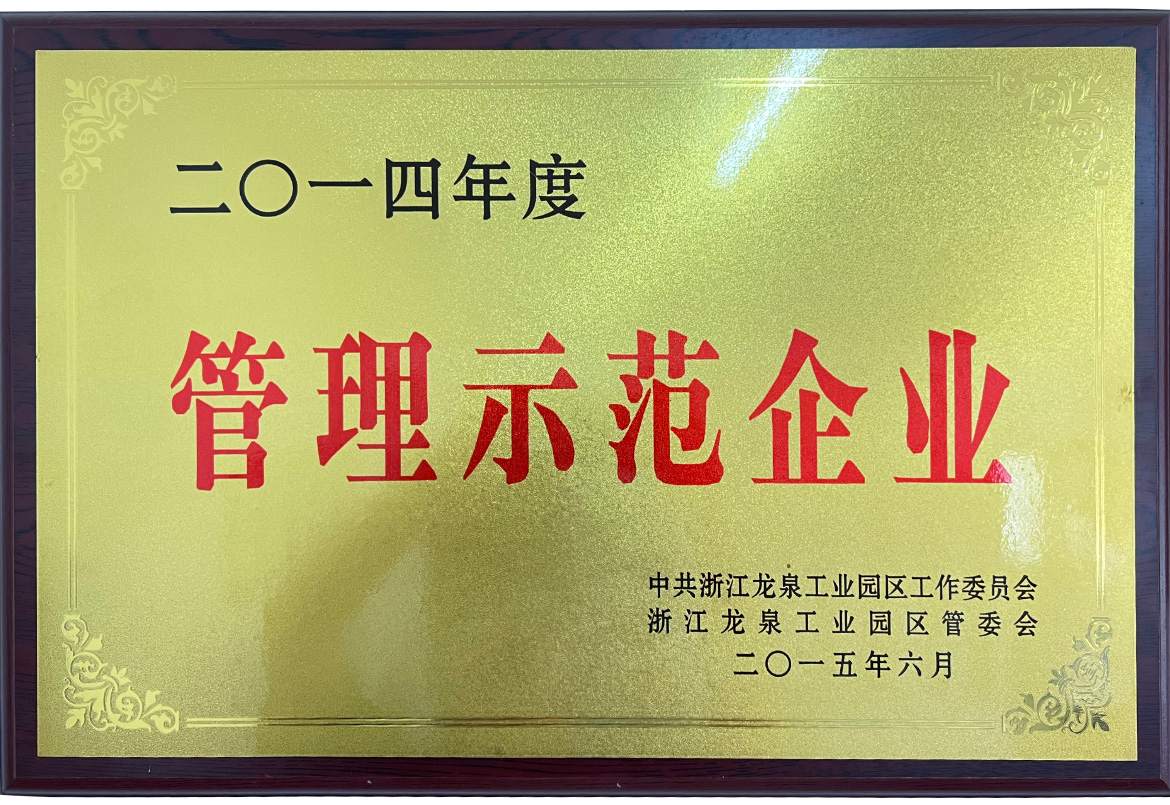 二〇一四年度
管理示范企业
中共浙江龙泉工业园区工作委员会
浙江龙泉工业园区管委会
二〇一五年六月